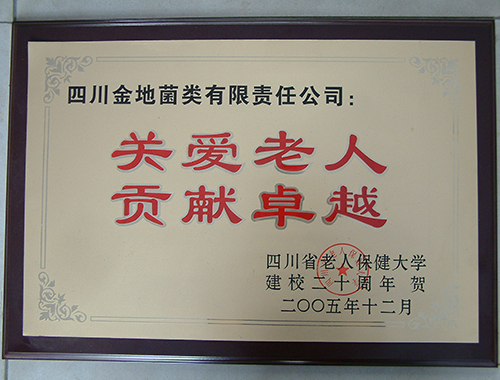 四川金地菌类有限责任公司：
关爱老人
贡献卓越
四川省老人保健大学
建校二十周年 贺
二〇〇五年十二月